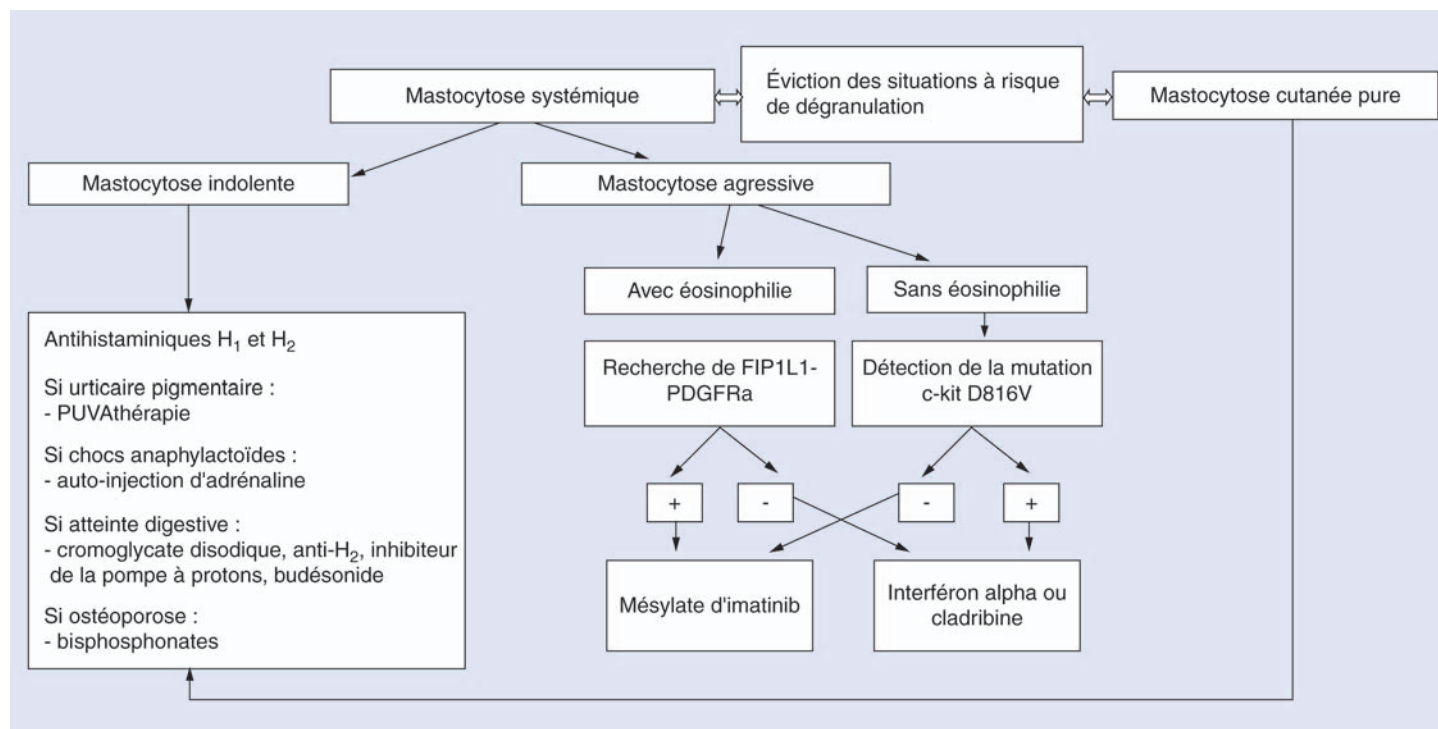 Mastocytose systémique
Éviction des situations à risque
de dégranulation
Mastocytose cutanée pure
Mastocytose indolente
Mastocytose agressive
Avec éosinophilie
Sans éosinophilie
Antihistaminiques H₁ et H₂
Si urticaire pigmentaire :
- PUVAthérapie
Si chocs anaphylactoïdes :
- auto-injection d'adrénaline
Si atteinte digestive :
- cromoglycate disodique, anti-H₂, inhibiteur
de la pompe à protons, budésonide
Si ostéoporose :
- bisphosphonates
Recherche de FIP1L1-
PDGFRa
Détection de la mutation
c-kit D816V
+
-
-
+
Mésylate d'imatinib
Interféron alpha ou
cladribine